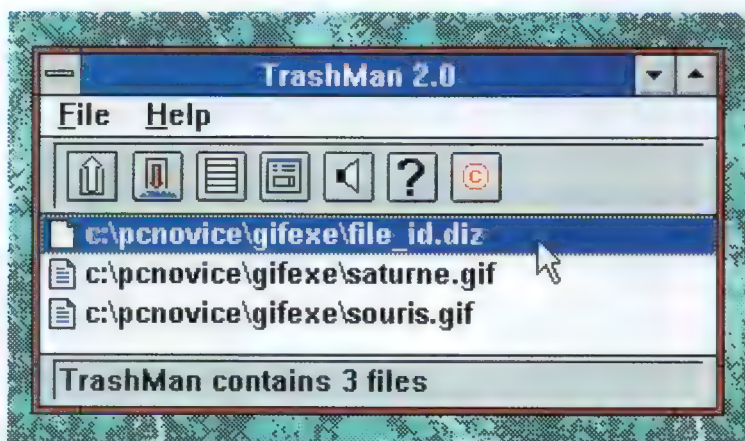 TrashMan 2.0
File Help
? ©
c:\pcnovice\gifexe\file_id.diz
c:\pcnovice\gifexe\saturne.gif
c:\pcnovice\gifexe\souris.gif
TrashMan contains 3 files